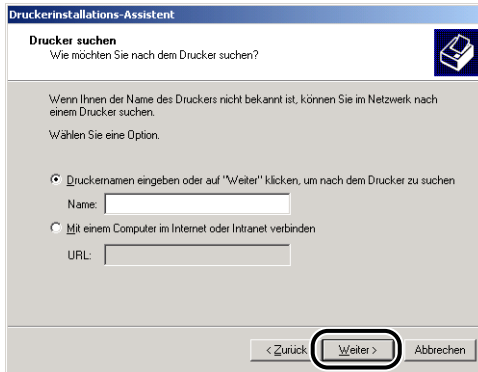 Druckerinstallations-Assistent
Drucker suchen
Wie möchten Sie nach dem Drucker suchen?
Wenn Ihnen der Name des Druckers nicht bekannt ist, können Sie im Netzwerk nach
einem Drucker suchen.
Wählen Sie eine Option.
Druckernamen eingeben oder auf "Weiter" klicken, um nach dem Drucker zu suchen
Name:
Mit einem Computer im Internet oder Intranet verbinden
URL:
< Zurück Weiter > Abbrechen